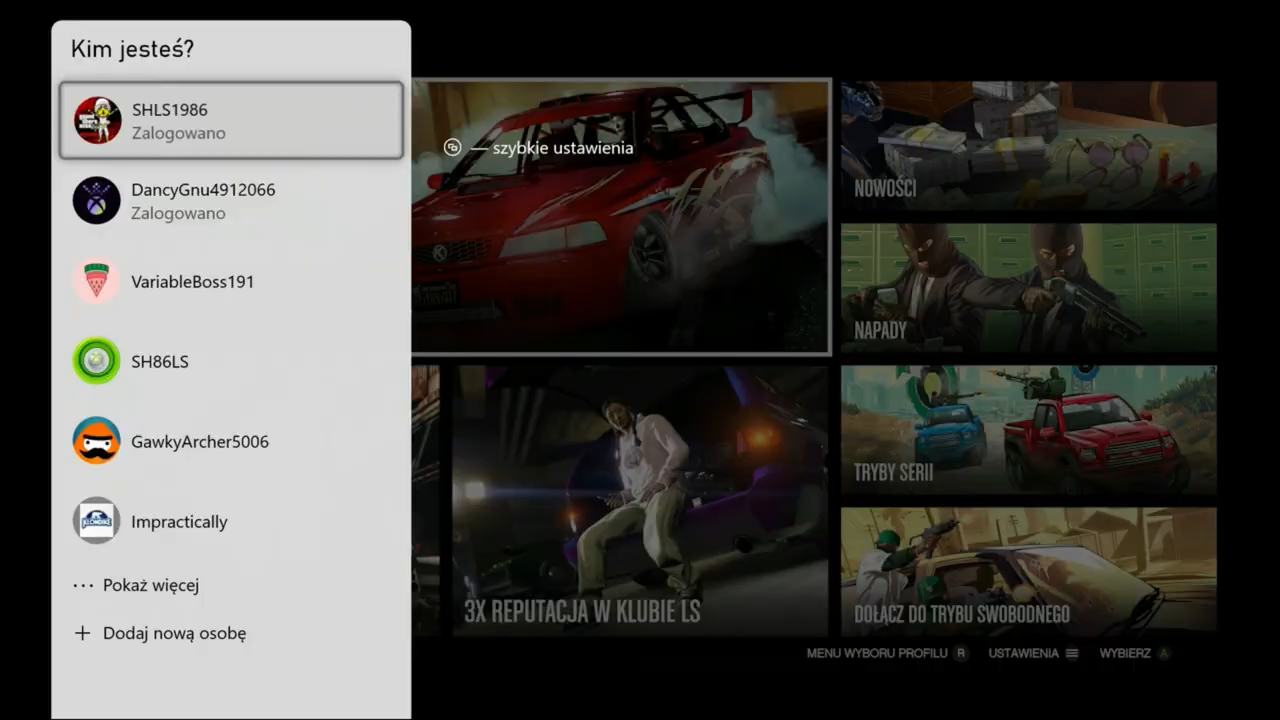 Kim jesteś?
SHLS1986
Zalogowano
DancyGnu4912066
Zalogowano
VariableBoss191
SH86LS
GawkyArcher5006
Impractically
Pokaż więcej
Dodaj nową osobę
— szybkie ustawienia
NOWOŚCI
NAPADY
TRYBY SERII
3X REPUTACJA W KLUBIE LS
DOŁĄCZ DO TRYBU SWOBODNEGO
MENU WYBORU PROFILU R USTAWIENIA WYBIERZ A